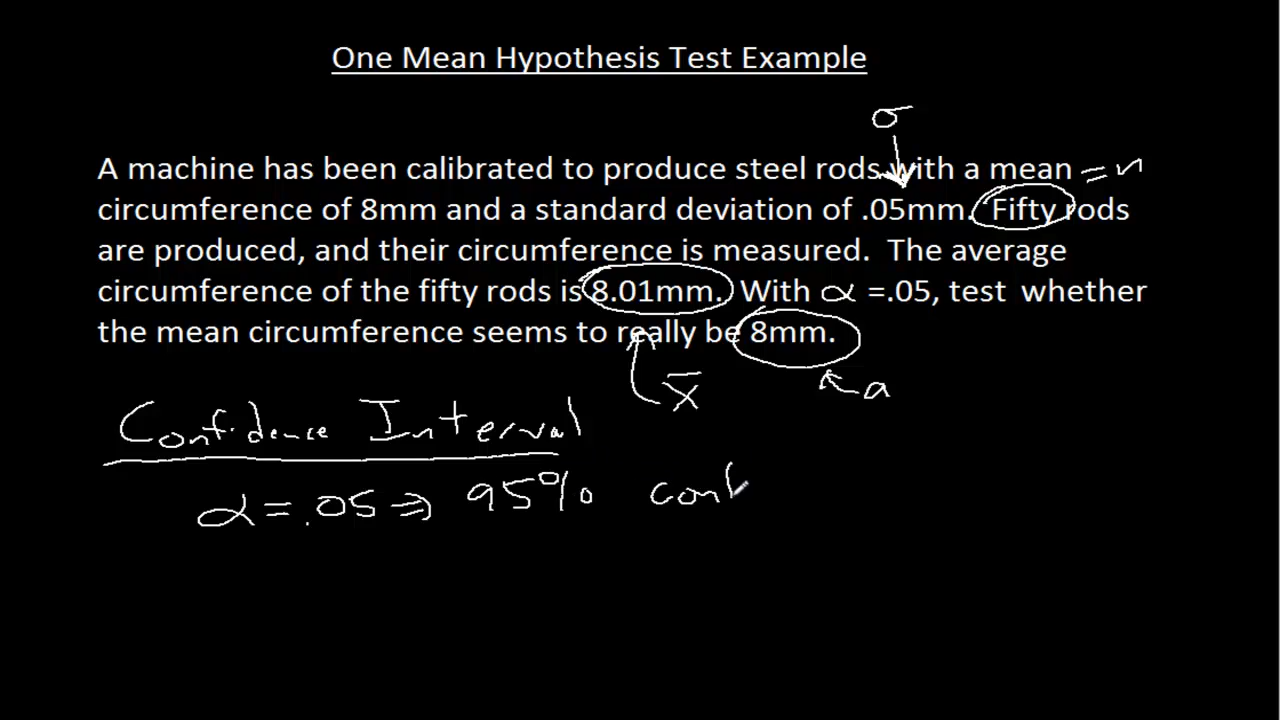 One Mean Hypothesis Test Example
σ
A machine has been calibrated to produce steel rods with a mean = n
circumference of 8mm and a standard deviation of .05mm. Fifty rods
are produced, and their circumference is measured. The average
circumference of the fifty rods is 8.01mm. With α =.05, test whether
the mean circumference seems to really be 8mm.
x̄ a
Confidence Interval
α = .05 ⇒ 95% conf